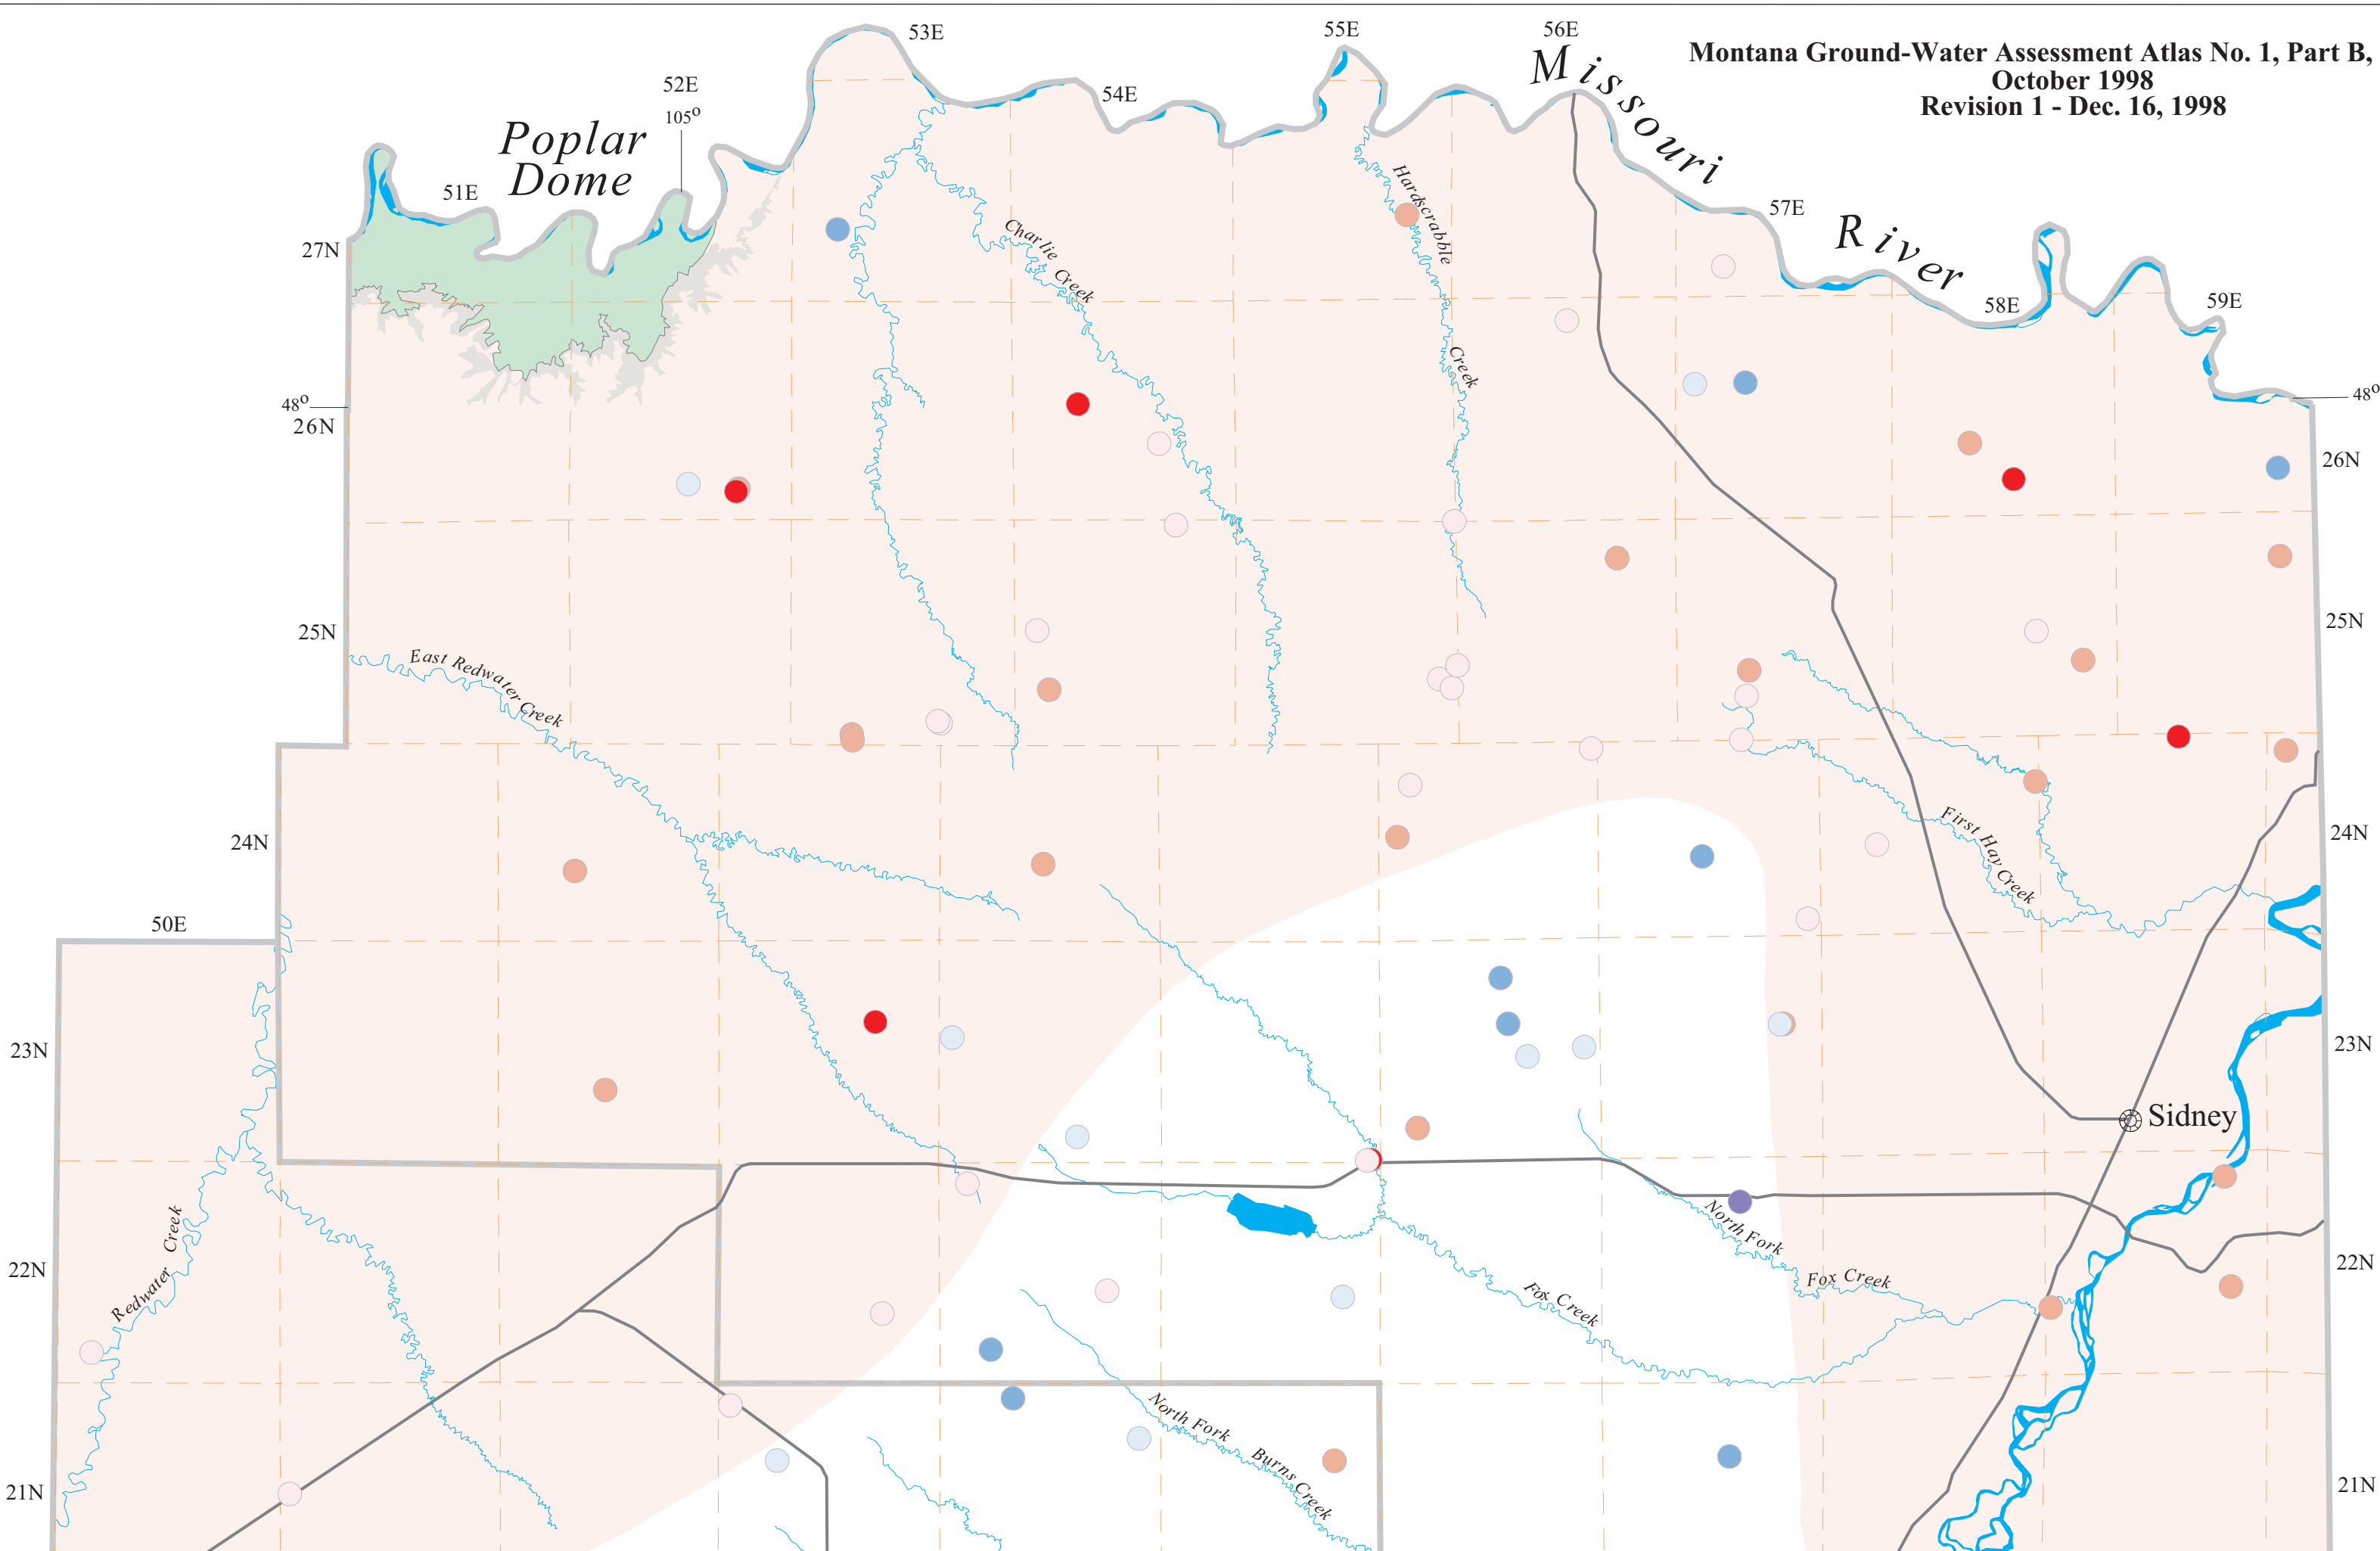 53E
55E
56E
Montana Ground-Water Assessment Atlas No. 1, Part B,
October 1998
Revision 1 - Dec. 16, 1998
Missouri
River
52E
105o
54E
Poplar
Dome
51E
57E
58E
59E
27N
Charlie
Creek
Hardscrabble
Creek
48o
48o
26N
26N
25N
25N
East Redwater
Creek
24N
24N
First Hay Creek
50E
23N
23N
Sidney
Redwater Creek
22N
22N
North Fork
Fox Creek
Fox Creek
North Fork
Burns Creek
21N
21N